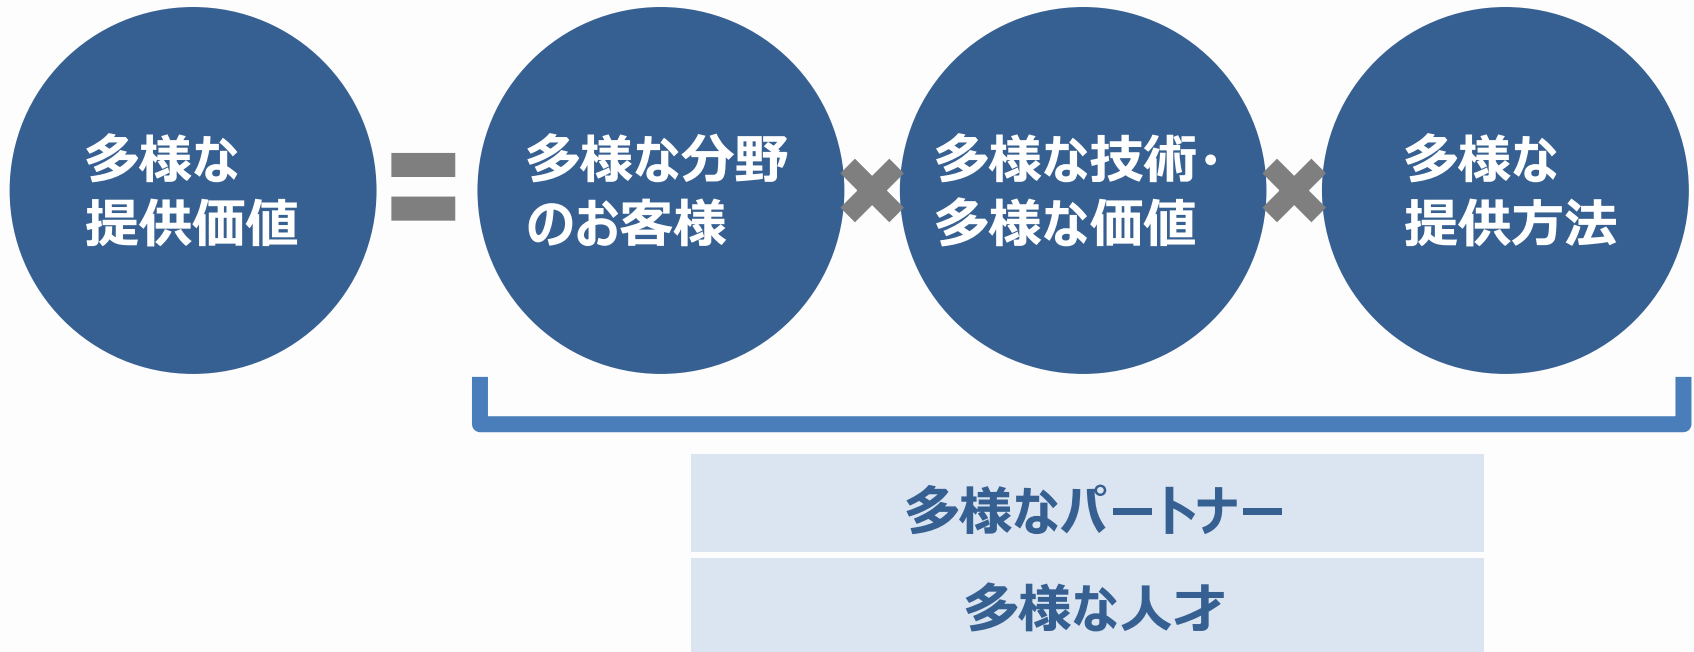 多様な
提供価値
=
多様な分野
のお客様
×
多様な技術・
多様な価値
×
多様な
提供方法
多様なパートナー
多様な人才